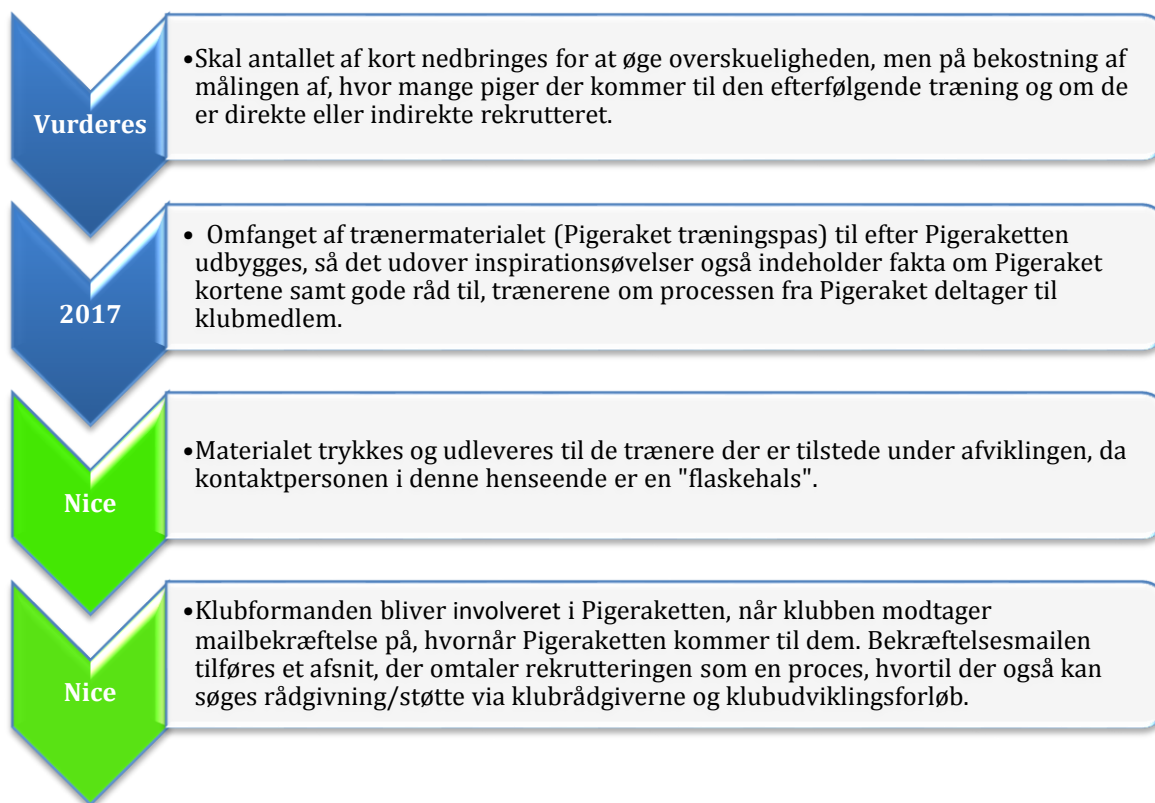 Vurderes
•Skal antallet af kort nedbringes for at øge overskueligheden, men på bekostning af
målingen af, hvor mange piger der kommer til den efterfølgende træning og om de
er direkte eller indirekte rekrutteret.
2017
• Omfanget af trænermaterialet (Pigeraket træningspas) til efter Pigeraketten
udbygges, så det udover inspirationsøvelser også indeholder fakta om Pigeraket
kortene samt gode råd til, trænerene om processen fra Pigeraket deltager til
klubmedlem.
Nice
•Materialet trykkes og udleveres til de trænere der er tilstede under afviklingen, da
kontaktpersonen i denne henseende er en "flaskehals".
Nice
•Klubformanden bliver involveret i Pigeraketten, når klubben modtager
mailbekræftelse på, hvornår Pigeraketten kommer til dem. Bekræftelsesmailen
tilføres et afsnit, der omtaler rekrutteringen som en proces, hvortil der også kan
søges rådgivning/støtte via klubrådgiverne og klubudviklingsforløb.